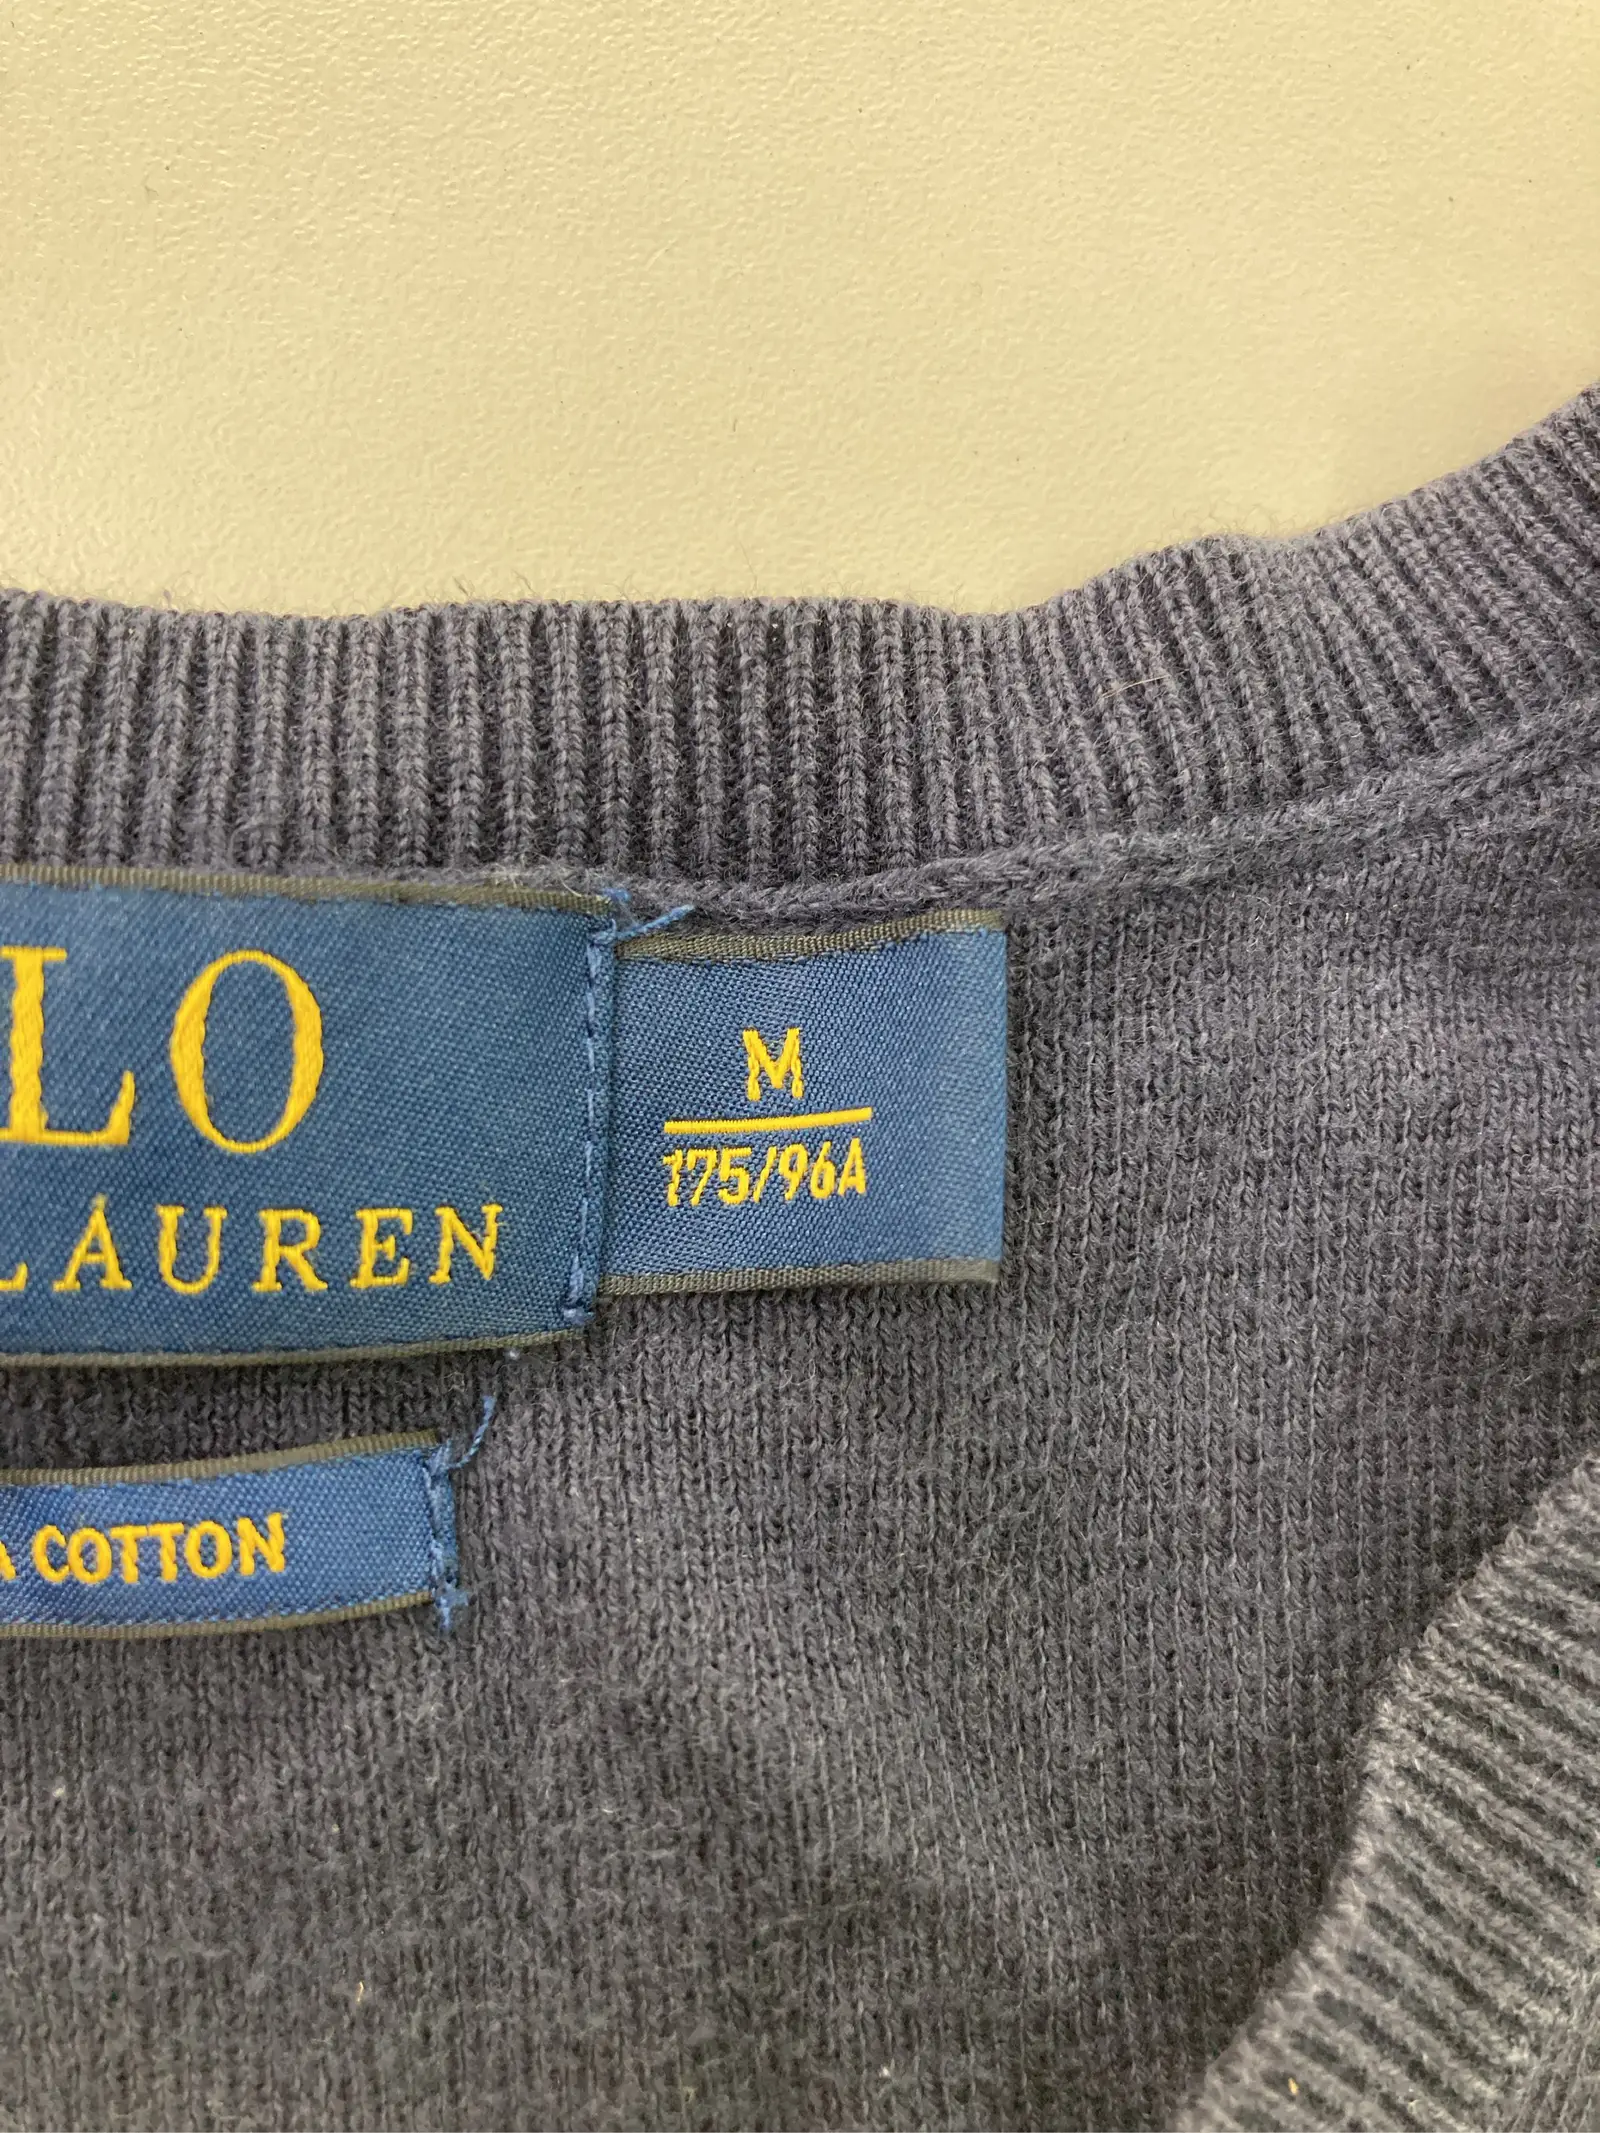 LO
LAUREN
M
175/96A
A COTTON